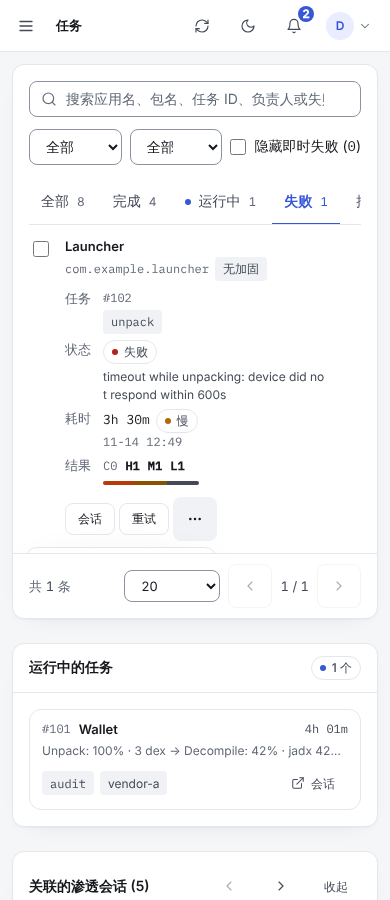 任务
2
D
搜索应用名、包名、任务 ID、负责人或失!
全部
全部
隐藏即时失败 (0)
全部 8
完成 4
运行中 1
失败 1
Launcher
com.example.launcher 无加固
任务 #102
unpack
状态 失败
timeout while unpacking: device did no
t respond within 600s
耗时 3h 30m 慢
11-14 12:49
结果 C0 H1 M1 L1
会话 重试 ···
共 1 条 20 1 / 1
运行中的任务 1 个
#101 Wallet 4h 01m
Unpack: 100% · 3 dex → Decompile: 42% · jadx 42...
audit vendor-a 会话
关联的渗透会话 (5) 收起